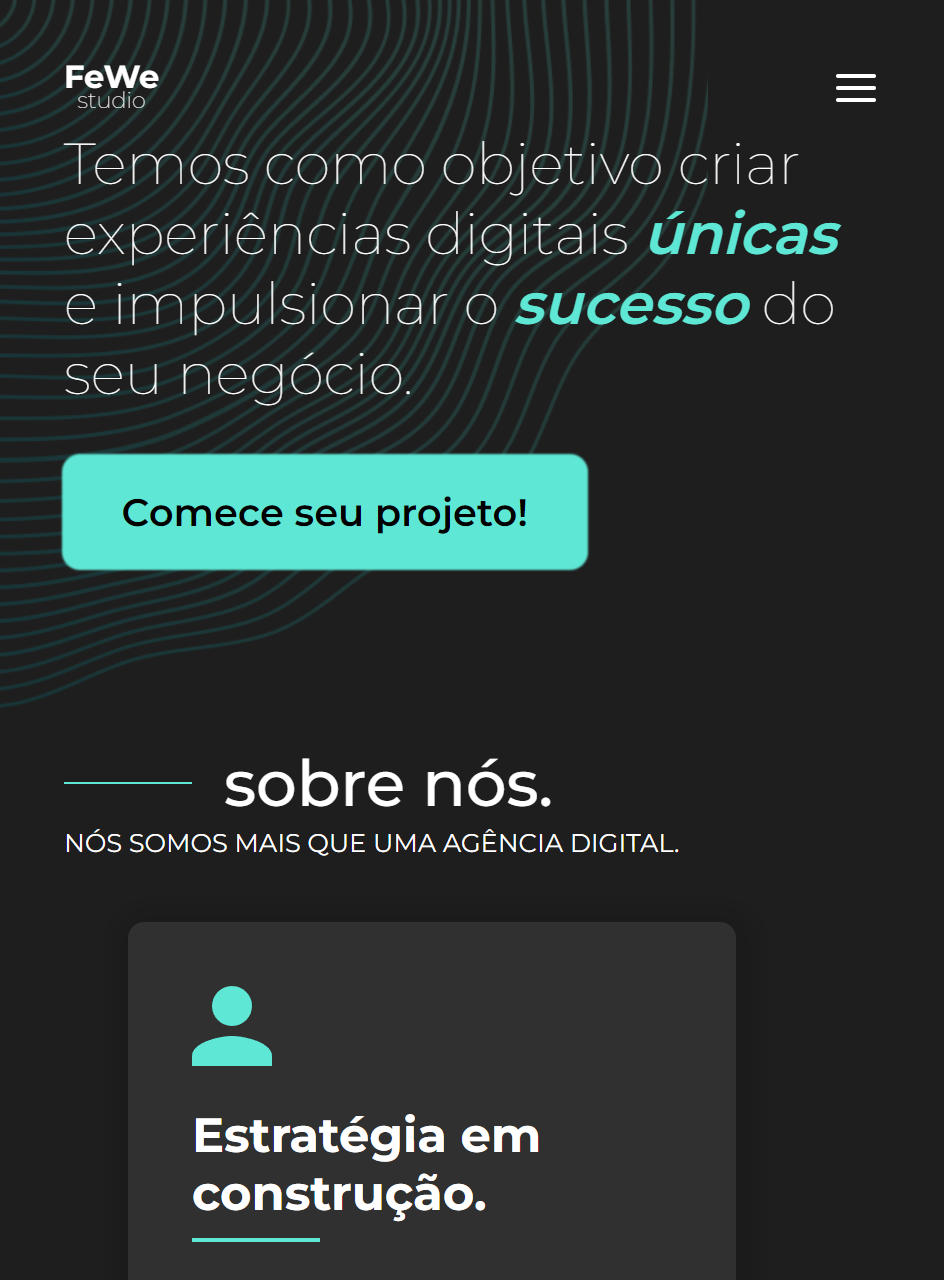 FeWe
studio
Temos como objetivo criar
experiências digitais únicas
e impulsionar o sucesso do
seu negócio.
Comece seu projeto!
sobre nós.
NÓS SOMOS MAIS QUE UMA AGÊNCIA DIGITAL.
Estratégia em
construção.